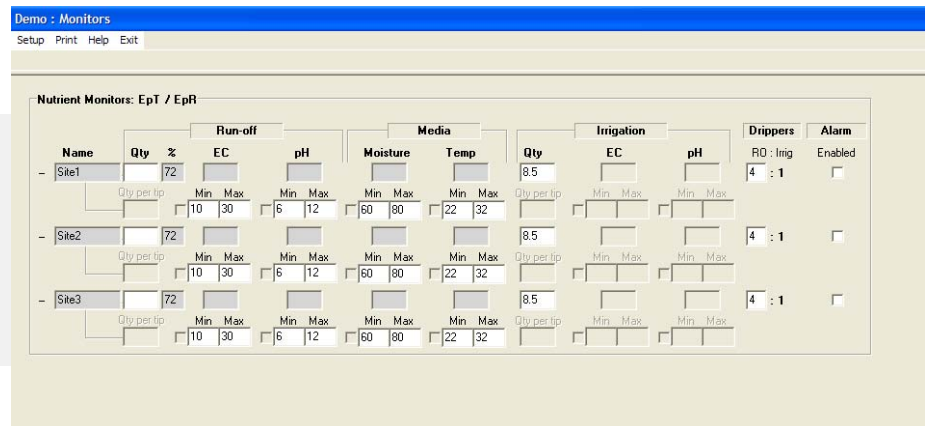 Demo : Monitors
Setup Print Help Exit
Nutrient Monitors: EpT / EpR
Run-off Media Irrigation Drippers Alarm
Name Qty % EC pH Moisture Temp Qty EC pH RO : Irrig Enabled
Site1 72 8.5 4 : 1
Qty per tip Min Max Min Max Min Max Min Max Qty per tip Min Max Min Max
10 30 6 12 60 80 22 32
Site2 72 8.5 4 : 1
Qty per tip Min Max Min Max Min Max Min Max Qty per tip Min Max Min Max
10 30 6 12 60 80 22 32
Site3 72 8.5 4 : 1
Qty per tip Min Max Min Max Min Max Min Max Qty per tip Min Max Min Max
10 30 6 12 60 80 22 32